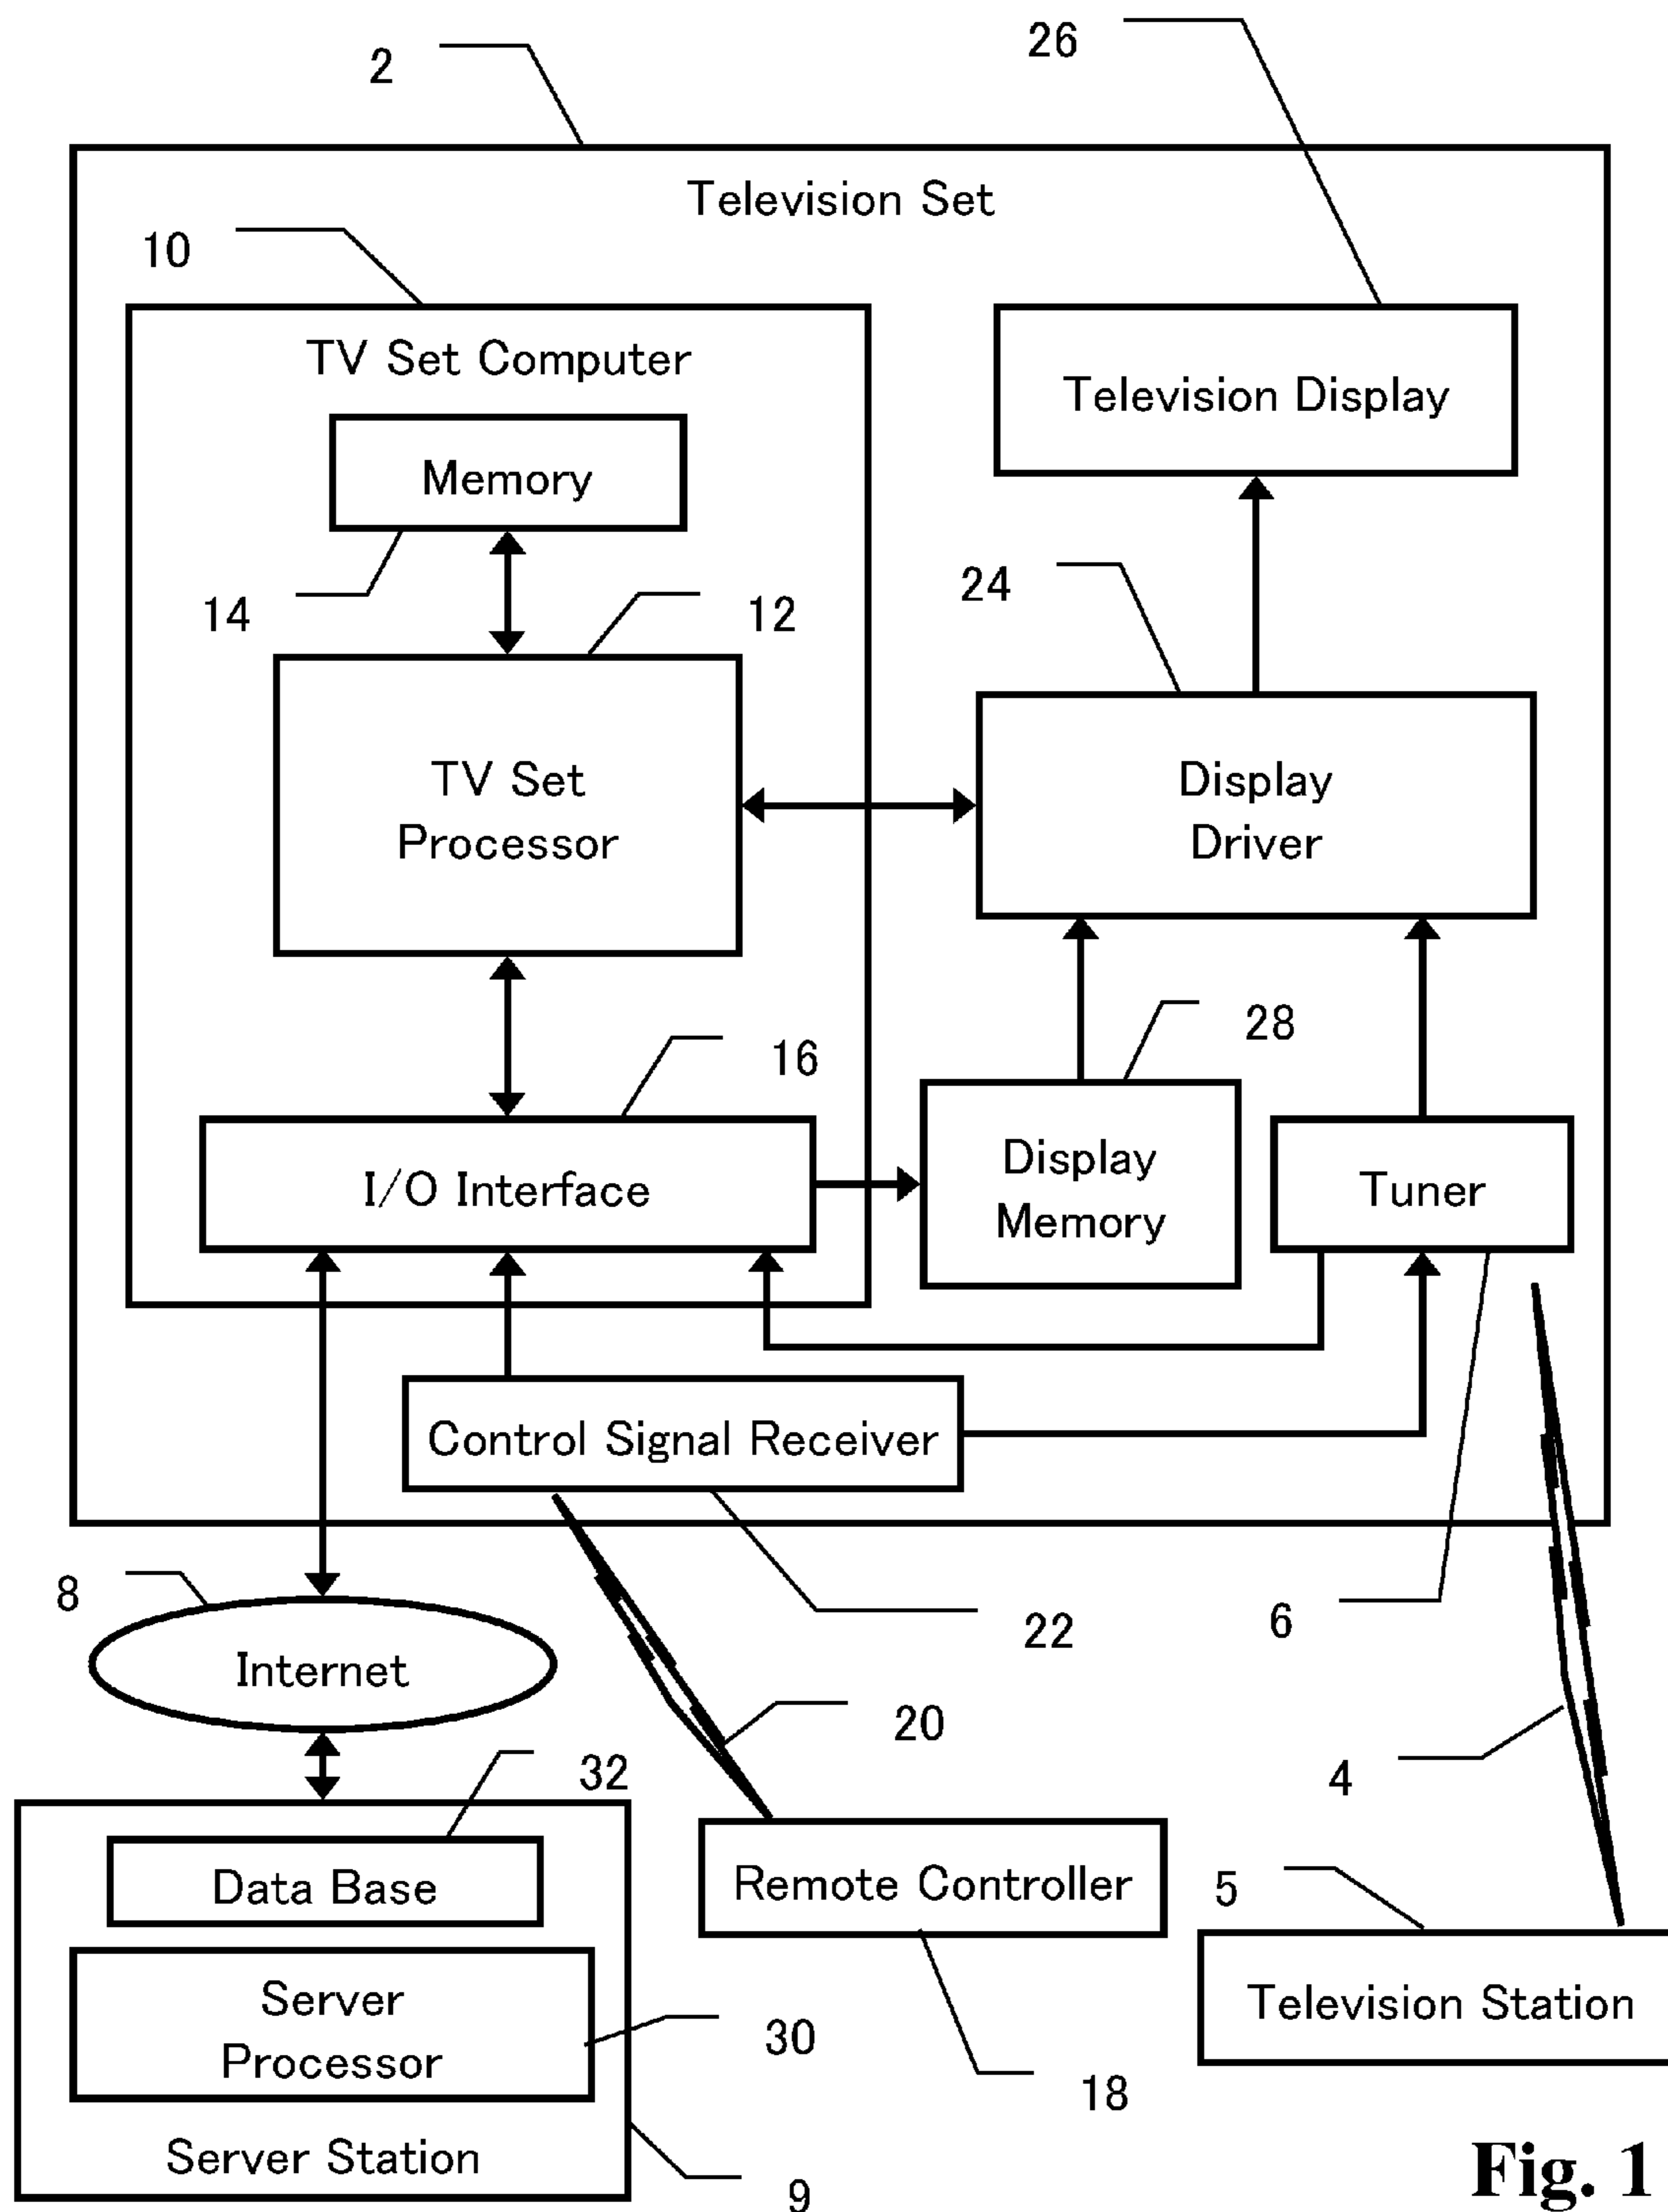 26
2
Television Set
10
TV Set Computer
Television Display
Memory
24
14
12
TV Set
Processor
Display
Driver
28
16
I/O Interface
Display
Memory
Tuner
Control Signal Receiver
8
22
6
Internet
20
32
4
Data Base
Remote Controller
5
Server
Processor
30
Television Station
18
Server Station
9
Fig. 1